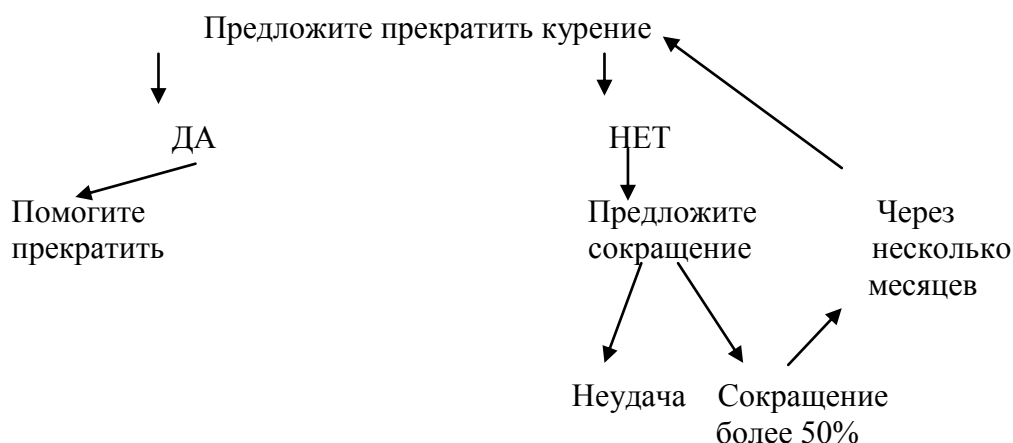 Предложите прекратить курение
ДА
НЕТ
Помогите
прекратить
Предложите
сокращение
Через
несколько
месяцев
Неудача
Сокращение
более 50%